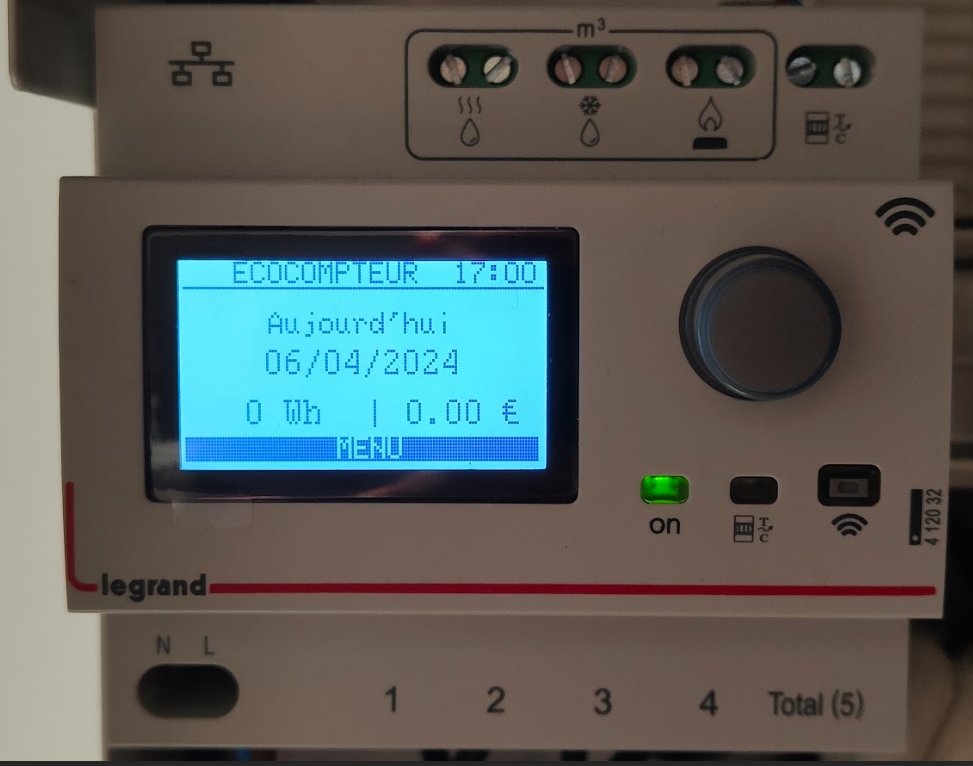 m³
ECOCOMPTEUR 17:00
Aujourd'hui
06/04/2024
0 Wh | 0.00 €
MENU
on
4 120 32
legrand
N L
1 2 3 4 Total (5)